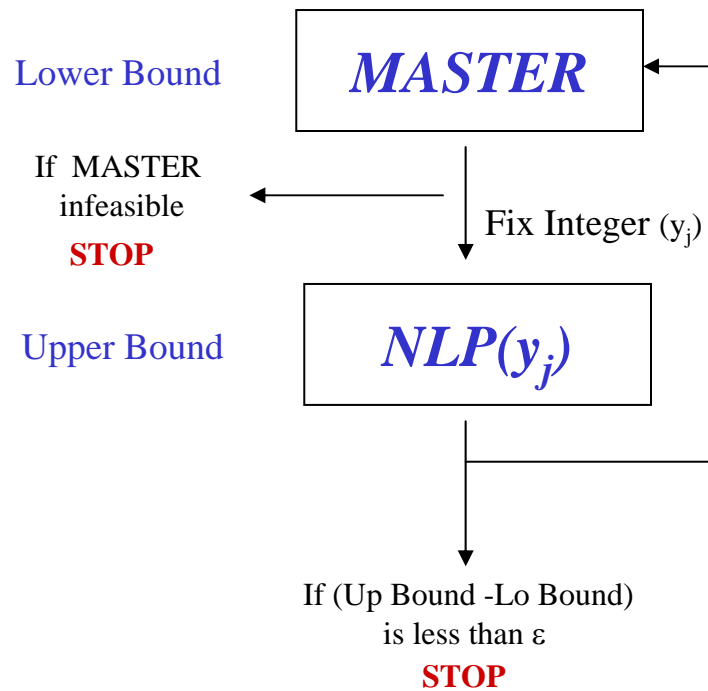 Lower Bound
MASTER
If MASTER
infeasible
STOP
Fix Integer (yj)
Upper Bound
NLP(yj)
If (Up Bound -Lo Bound)
is less than ε
STOP